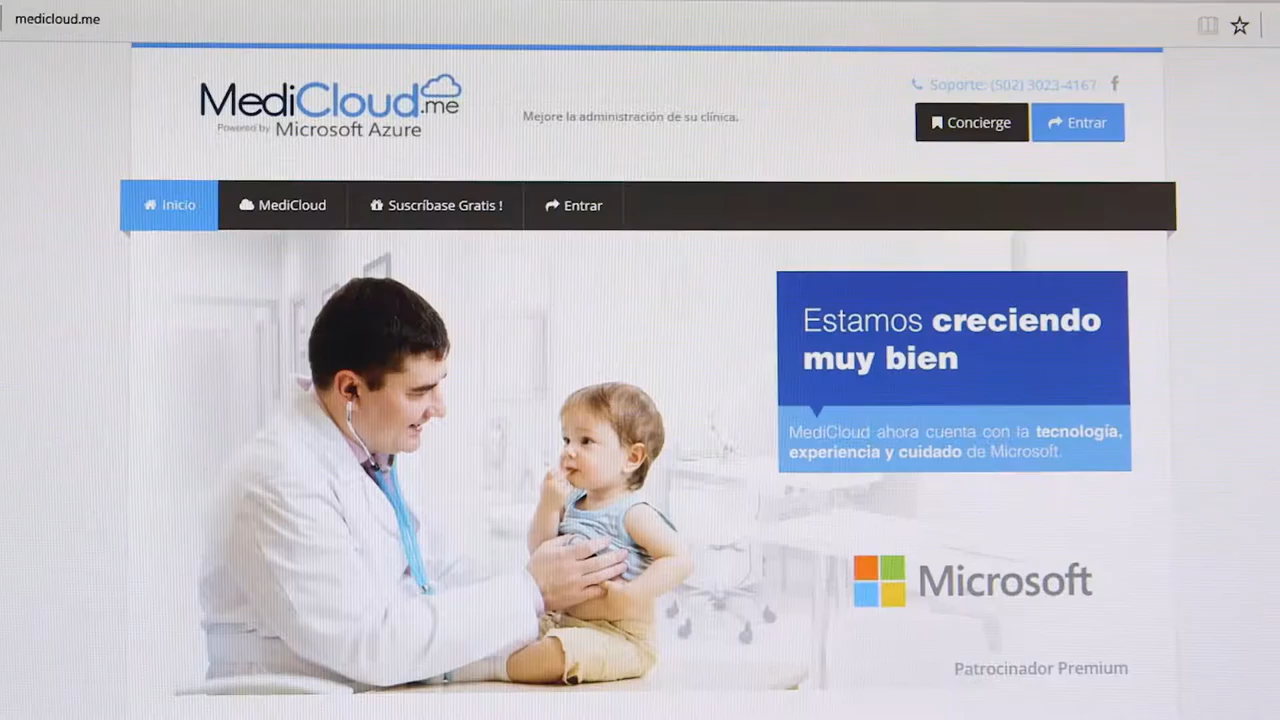 medicloud.me
MediCloud.me
Powered by Microsoft Azure
Mejore la administración de su clínica.
Soporte: (502) 3023-4167
Concierge
Entrar
Inicio
MediCloud
Suscríbase Gratis !
Entrar
Estamos creciendo
muy bien
MediCloud ahora cuenta con la tecnología,
experiencia y cuidado de Microsoft.
Microsoft
Patrocinador Premium